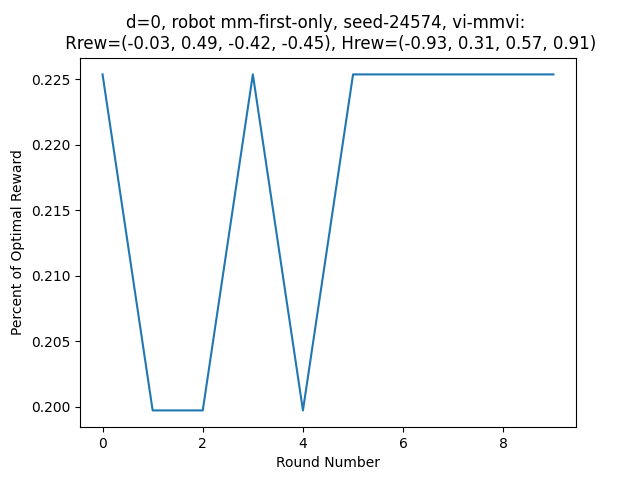 d=0, robot mm-first-only, seed-24574, vi-mmvi:
Rrew=(-0.03, 0.49, -0.42, -0.45), Hrew=(-0.93, 0.31, 0.57, 0.91)
0.225
0.220
0.215
0.210
0.205
0.200
Percent of Optimal Reward
0 2 4 6 8
Round Number